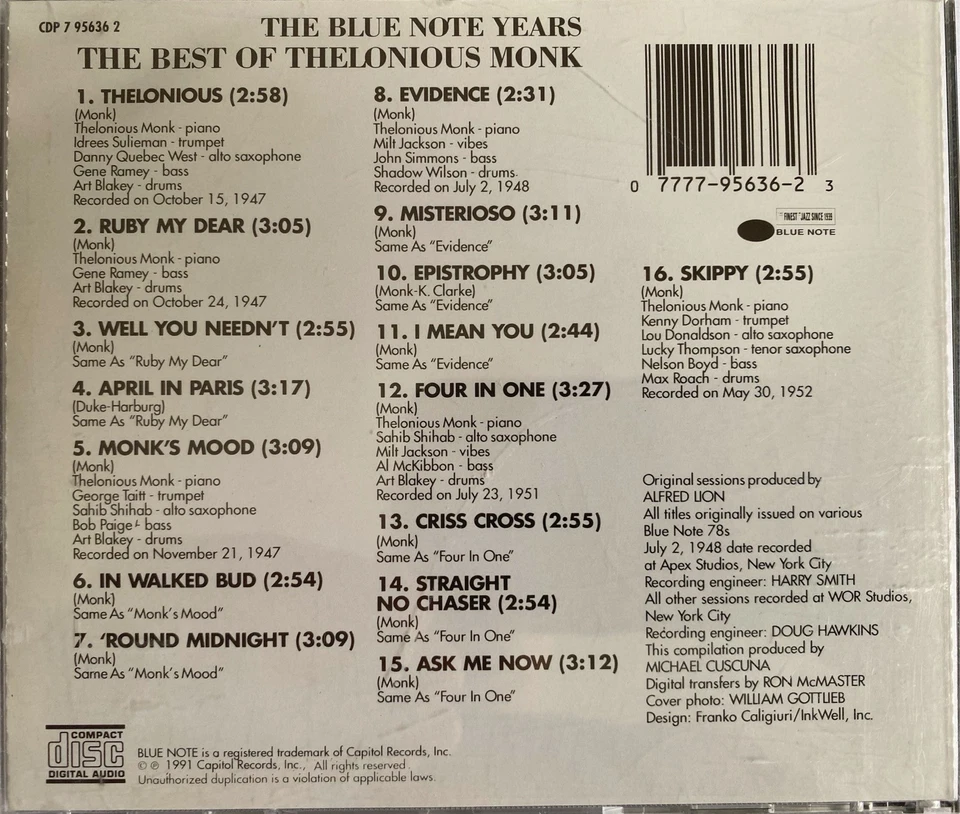 CDP 7 95636 2
THE BLUE NOTE YEARS
THE BEST OF THELONIOUS MONK
1. THELONIOUS (2:58)
(Monk)
Thelonious Monk - piano
Idrees Sulieman - trumpet
Danny Quebec West - alto saxophone
Gene Ramey - bass
Art Blakey - drums
Recorded on October 15, 1947
2. RUBY MY DEAR (3:05)
(Monk)
Thelonious Monk - piano
Gene Ramey - bass
Art Blakey - drums
Recorded on October 24, 1947
3. WELL YOU NEEDN'T (2:55)
(Monk)
Same As "Ruby My Dear"
4. APRIL IN PARIS (3:17)
(Duke-Harburg)
Same As "Ruby My Dear"
5. MONK'S MOOD (3:09)
(Monk)
Thelonious Monk - piano
George Taitt - trumpet
Sahib Shihab - alto saxophone
Bob Paige - bass
Art Blakey - drums
Recorded on November 21, 1947
6. IN WALKED BUD (2:54)
(Monk)
Same As "Monk's Mood"
7. 'ROUND MIDNIGHT (3:09)
(Monk)
Same As "Monk's Mood"
8. EVIDENCE (2:31)
(Monk)
Thelonious Monk - piano
Milt Jackson - vibes
John Simmons - bass
Shadow Wilson - drums.
Recorded on July 2, 1948
9. MISTERIOSO (3:11)
(Monk)
Same As "Evidence"
10. EPISTROPHY (3:05)
(Monk-K. Clarke)
Same As "Evidence"
11. I MEAN YOU (2:44)
(Monk)
Same As "Evidence"
12. FOUR IN ONE (3:27)
(Monk)
Thelonious Monk - piano
Sahib Shihab - alto saxophone
Milt Jackson - vibes
Al McKibbon - bass
Art Blakey - drums
Recorded on July 23, 1951
13. CRISS CROSS (2:55)
(Monk)
Same As "Four In One"
14. STRAIGHT
NO CHASER (2:54)
(Monk)
Same As "Four In One"
15. ASK ME NOW (3:12)
(Monk)
Same As "Four In One"
0 7777-95636-2 3
"FINEST" JAZZ SINCE 1939
BLUE NOTE
16. SKIPPY (2:55)
(Monk)
Thelonious Monk - piano
Kenny Dorham - trumpet
Lou Donaldson - alto saxophone
Lucky Thompson - tenor saxophone
Nelson Boyd - bass
Max Roach - drums
Recorded on May 30, 1952
Original sessions produced by
ALFRED LION
All titles originally issued on various
Blue Note 78s
July 2, 1948 date recorded
at Apex Studios, New York City
Recording engineer: HARRY SMITH
All other sessions recorded at WOR Studios,
New York City
Recording engineer: DOUG HAWKINS
This compilation produced by
MICHAEL CUSCUNA
Digital transfers by RON McMASTER
Cover photo: WILLIAM GOTTLIEB
Design: Franko Caligiuri/InkWell, Inc.
COMPACT
disc
DIGITAL AUDIO
BLUE NOTE is a registered trademark of Capitol Records, Inc.
© ℗ 1991 Capitol Records, Inc., All rights reserved.
Unauthorized duplication is a violation of applicable laws.